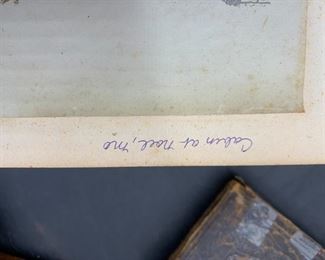 Cabin at Noel, Mo